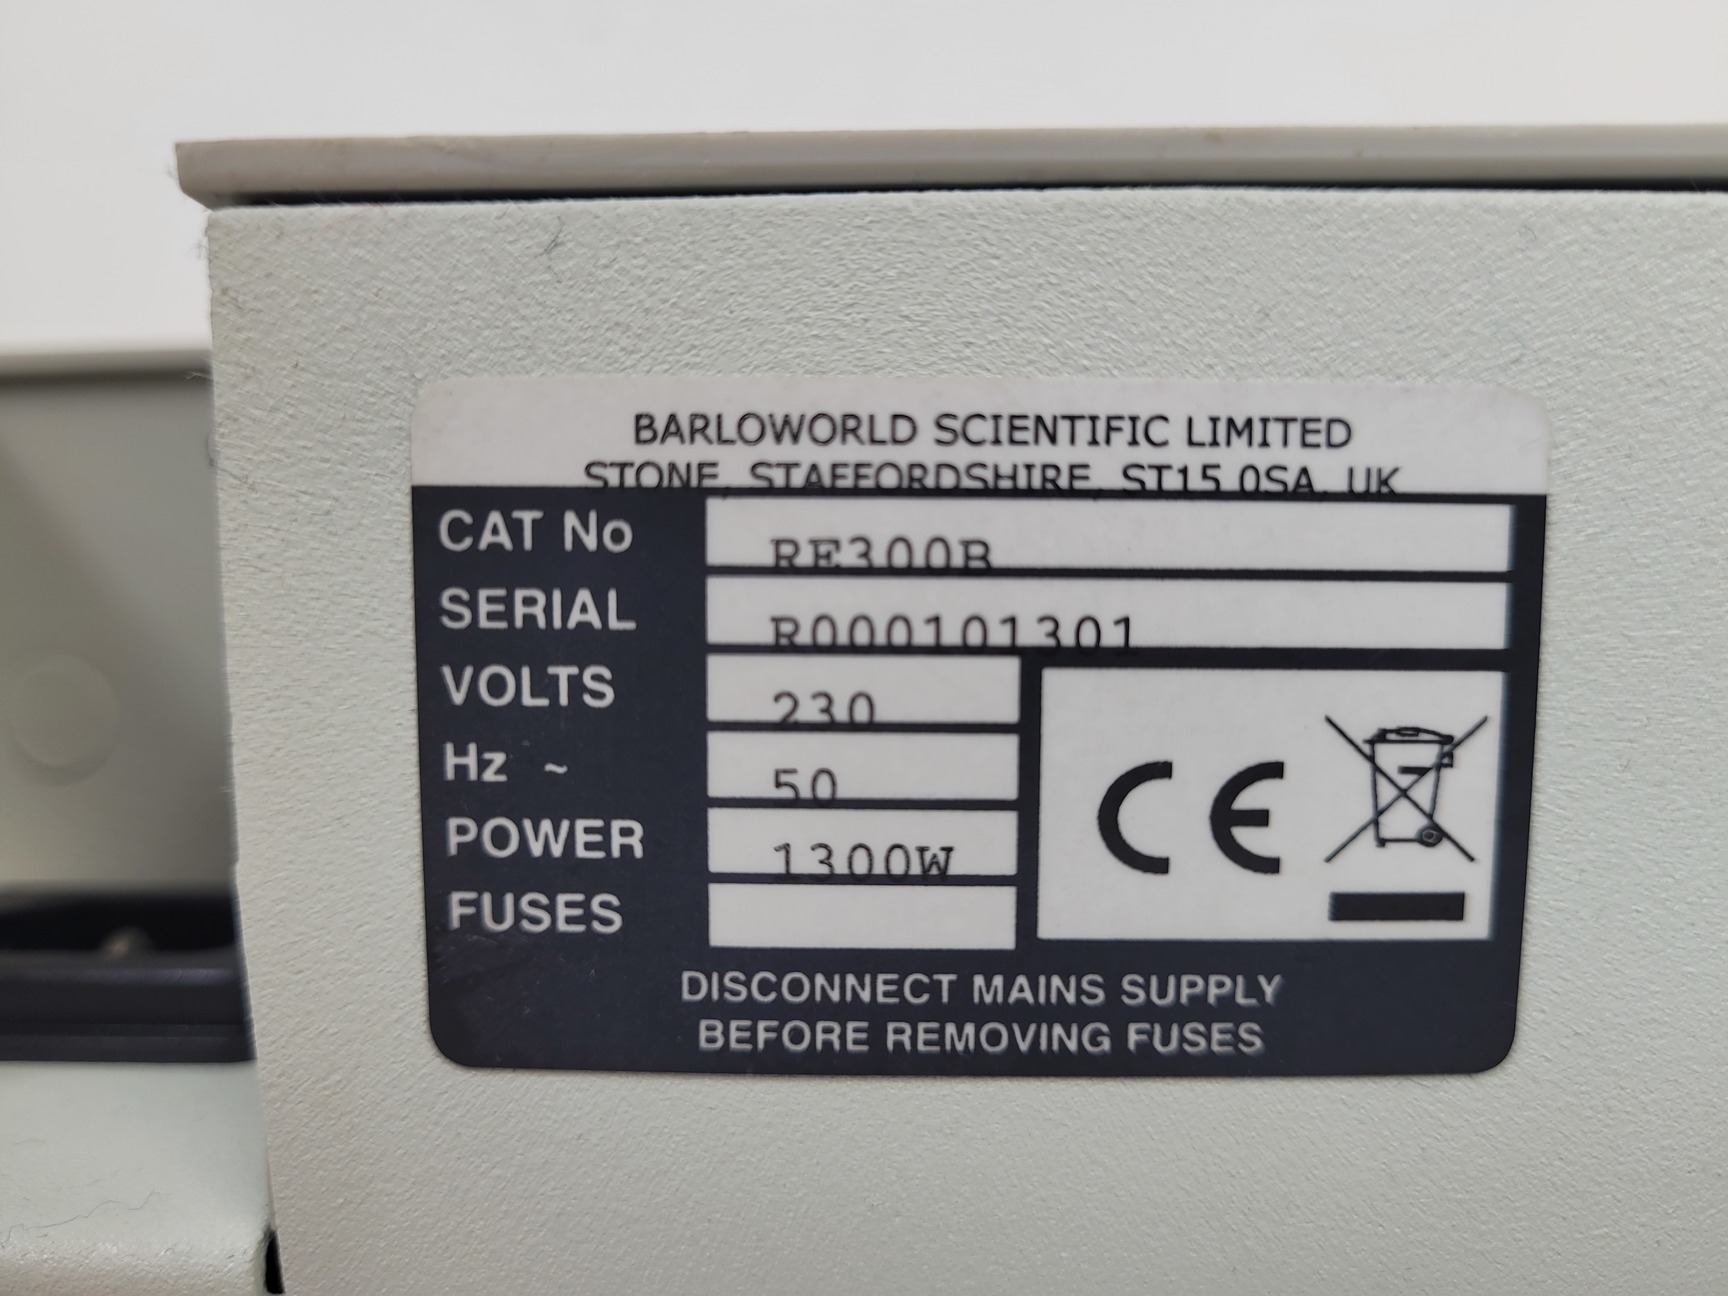 BARLOWORLD SCIENTIFIC LIMITED
STONE, STAFFORDSHIRE, ST15 0SA, UK
CAT No RE300B
SERIAL R000101301
VOLTS 230
Hz ~ 50
POWER 1300W
FUSES
CE
DISCONNECT MAINS SUPPLY
BEFORE REMOVING FUSES